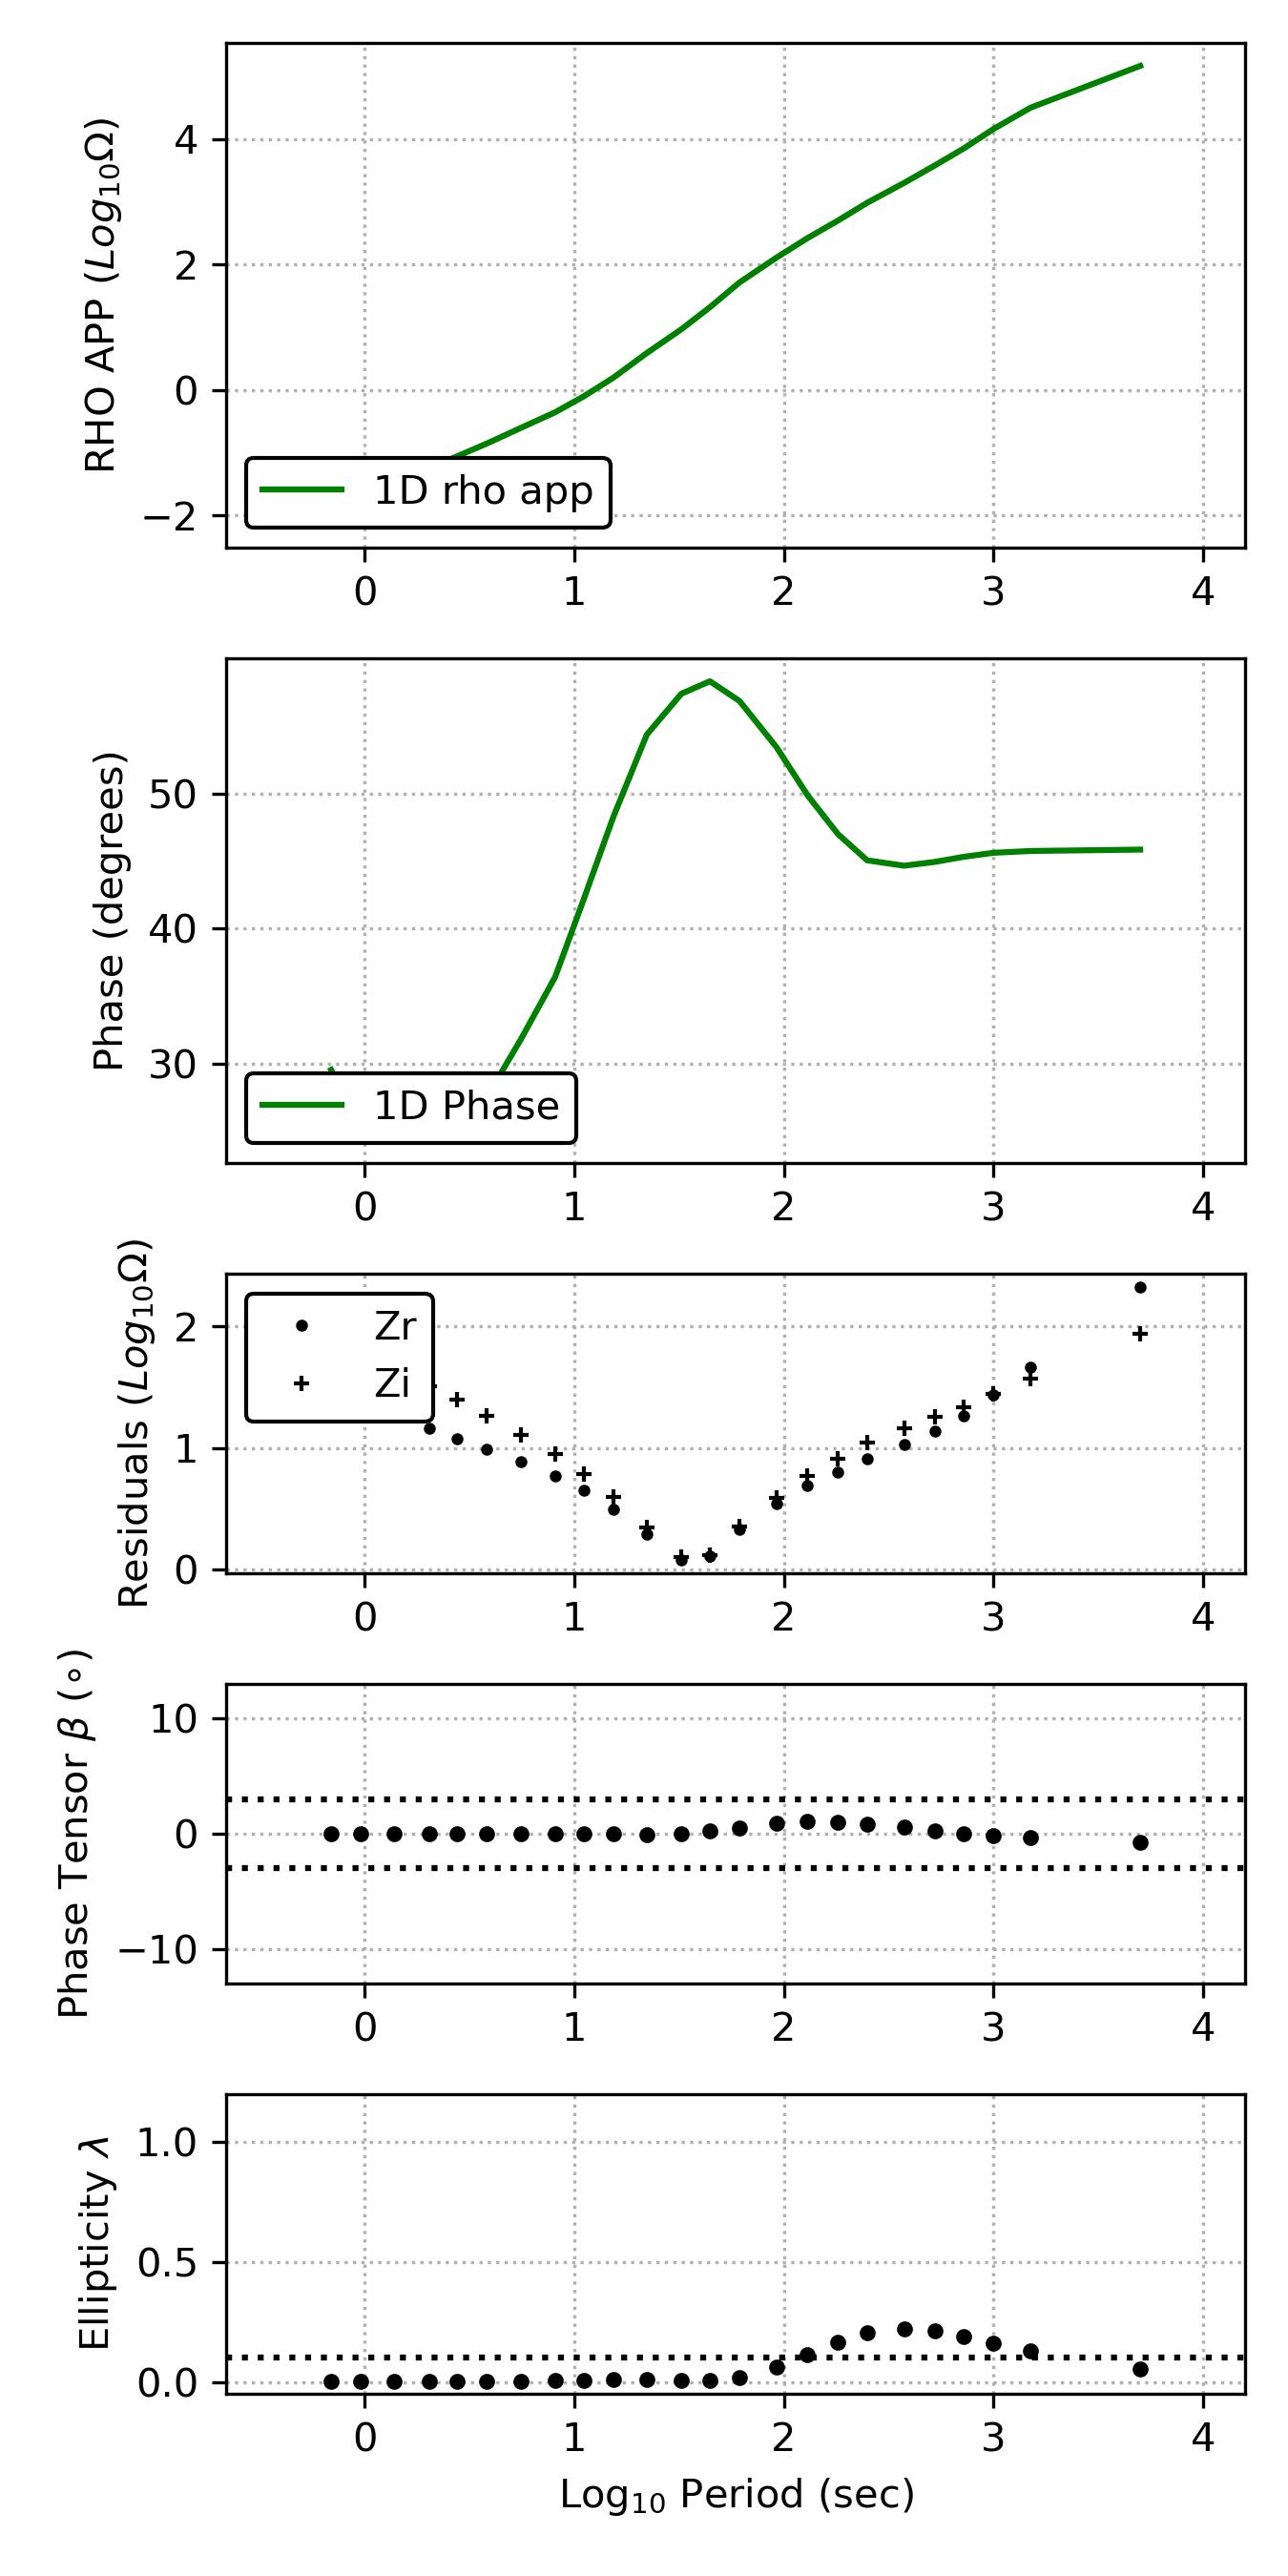 RHO APP (Log10Ω)
4
2
0
−2
1D rho app
0 1 2 3 4
Phase (degrees)
50
40
30
1D Phase
0 1 2 3 4
Residuals (Log10Ω)
2
1
0
Zr
Zi
0 1 2 3 4
Phase Tensor β (∘)
10
0
−10
0 1 2 3 4
Ellipticity λ
1.0
0.5
0.0
0 1 2 3 4
Log10 Period (sec)